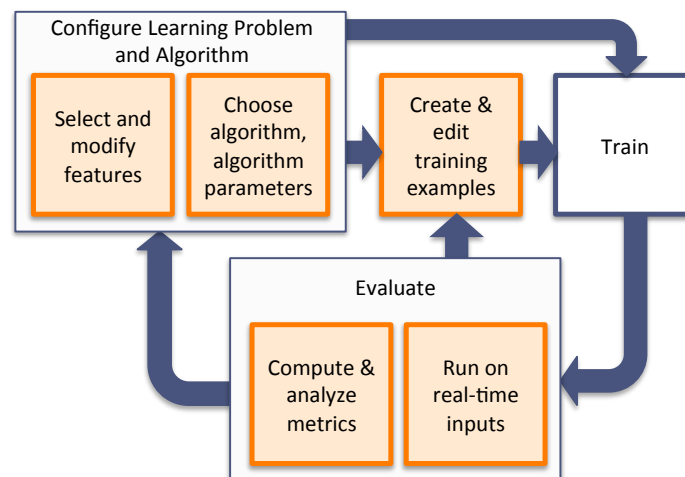 Configure Learning Problem
and Algorithm
Select and
modify
features
Choose
algorithm,
algorithm
parameters
Create &
edit
training
examples
Train
Evaluate
Compute &
analyze
metrics
Run on
real-time
inputs